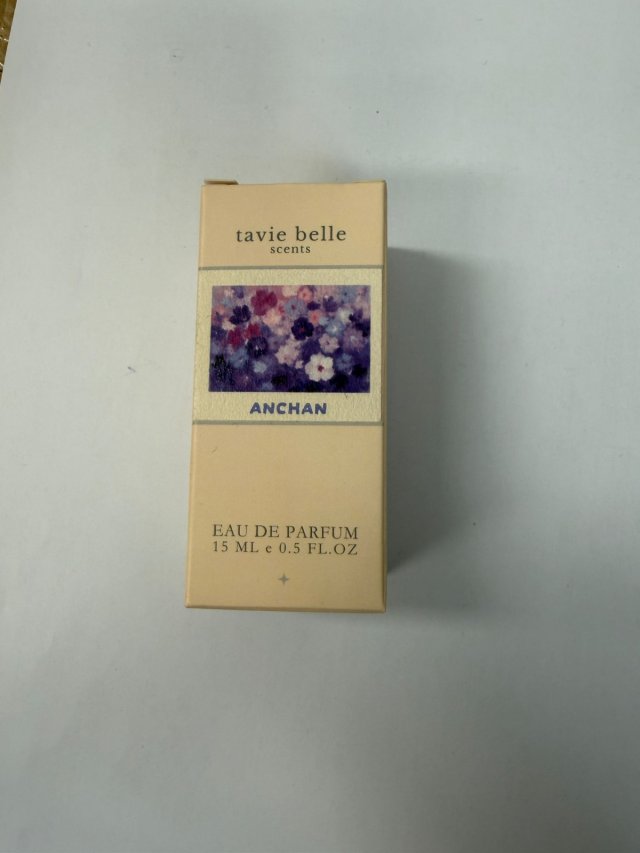 tavie belle
scents
ANCHAN
EAU DE PARFUM
15 ML e 0.5 FL.OZ